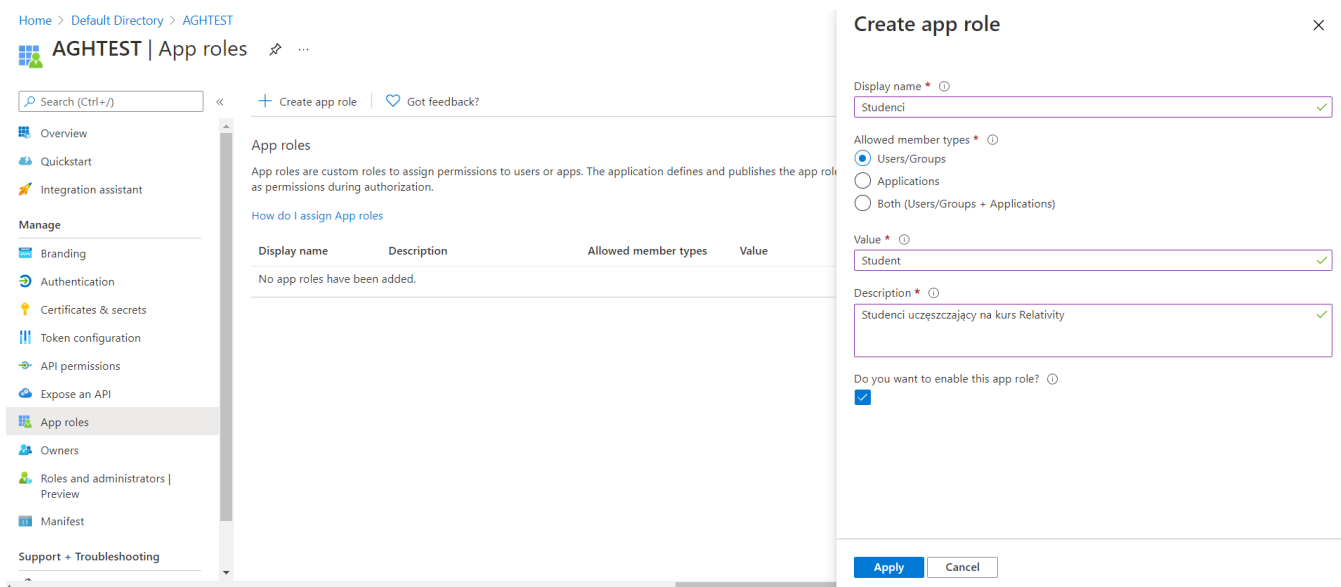 Home > Default Directory > AGHTEST
AGHTEST | App roles
Search (Ctrl+/)
Overview
Quickstart
Integration assistant
Manage
Branding
Authentication
Certificates & secrets
Token configuration
API permissions
Expose an API
App roles
Owners
Roles and administrators |
Preview
Manifest
Support + Troubleshooting
Create app role
Got feedback?
App roles
App roles are custom roles to assign permissions to users or apps. The application defines and publishes the app role
as permissions during authorization.
How do I assign App roles
Display name Description Allowed member types Value
No app roles have been added.
Create app role
Display name *
Studenci
Allowed member types *
Users/Groups
Applications
Both (Users/Groups + Applications)
Value *
Student
Description *
Studenci uczęszczający na kurs Relativity
Do you want to enable this app role?
Apply Cancel